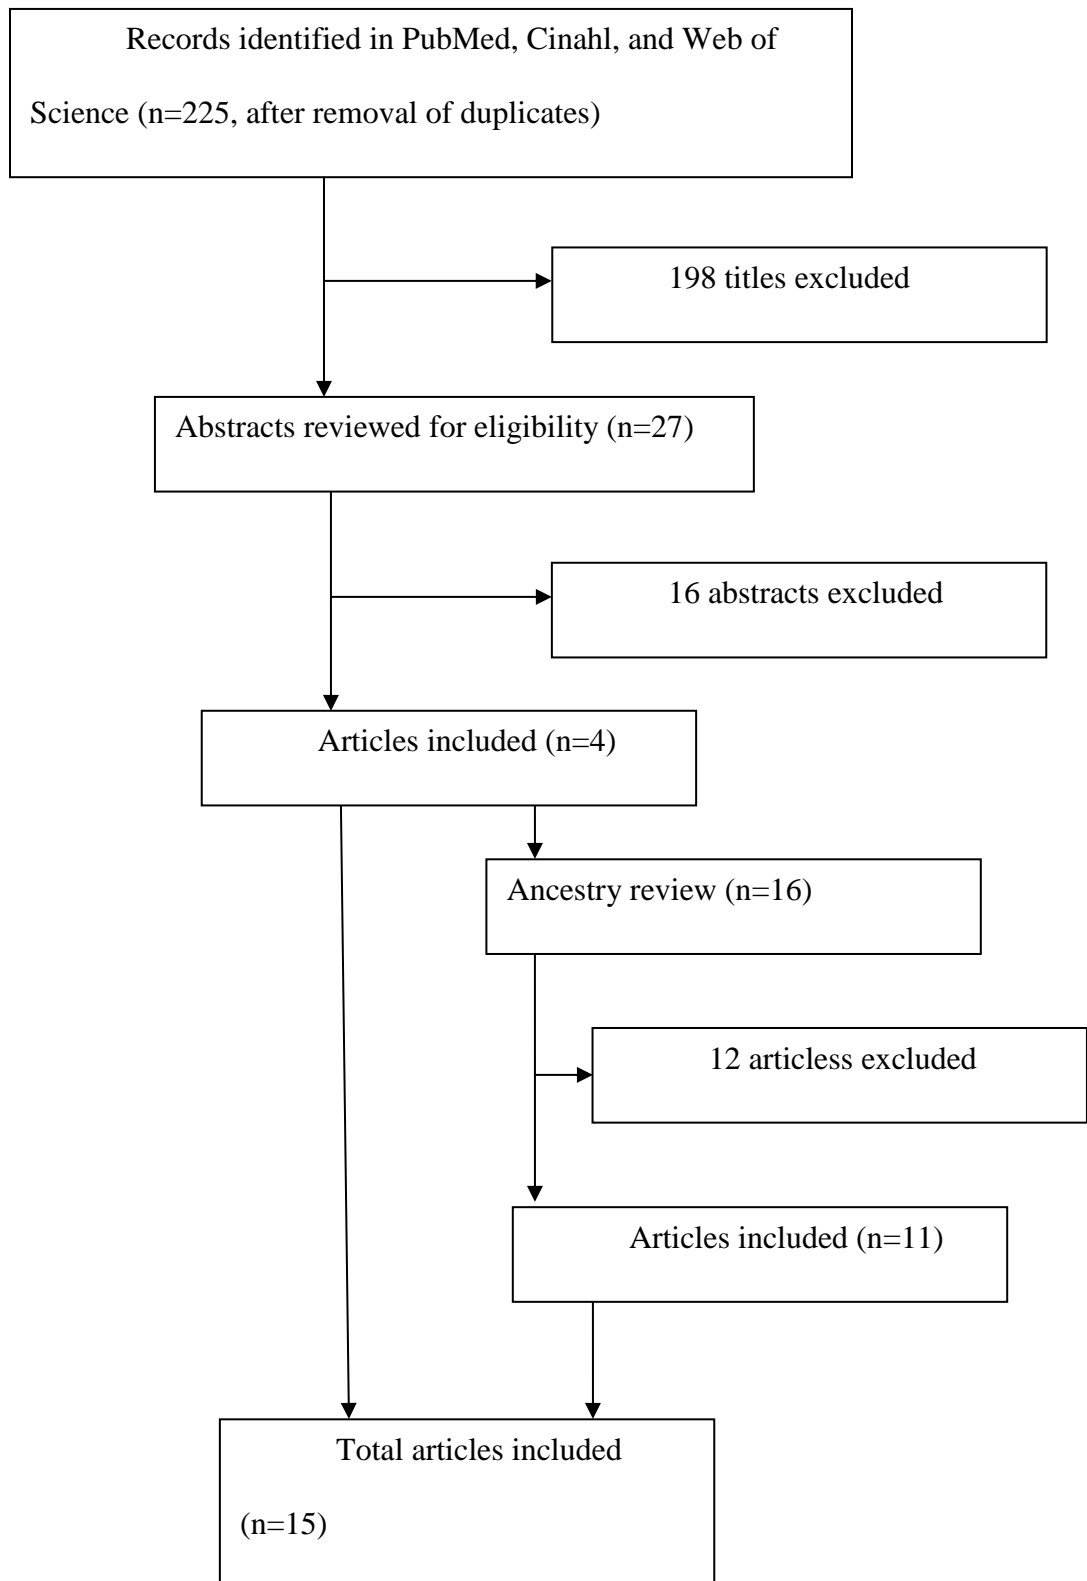 Records identified in PubMed, Cinahl, and Web of
Science (n=225, after removal of duplicates)
198 titles excluded
Abstracts reviewed for eligibility (n=27)
16 abstracts excluded
Articles included (n=4)
Ancestry review (n=16)
12 articless excluded
Articles included (n=11)
Total articles included
(n=15)